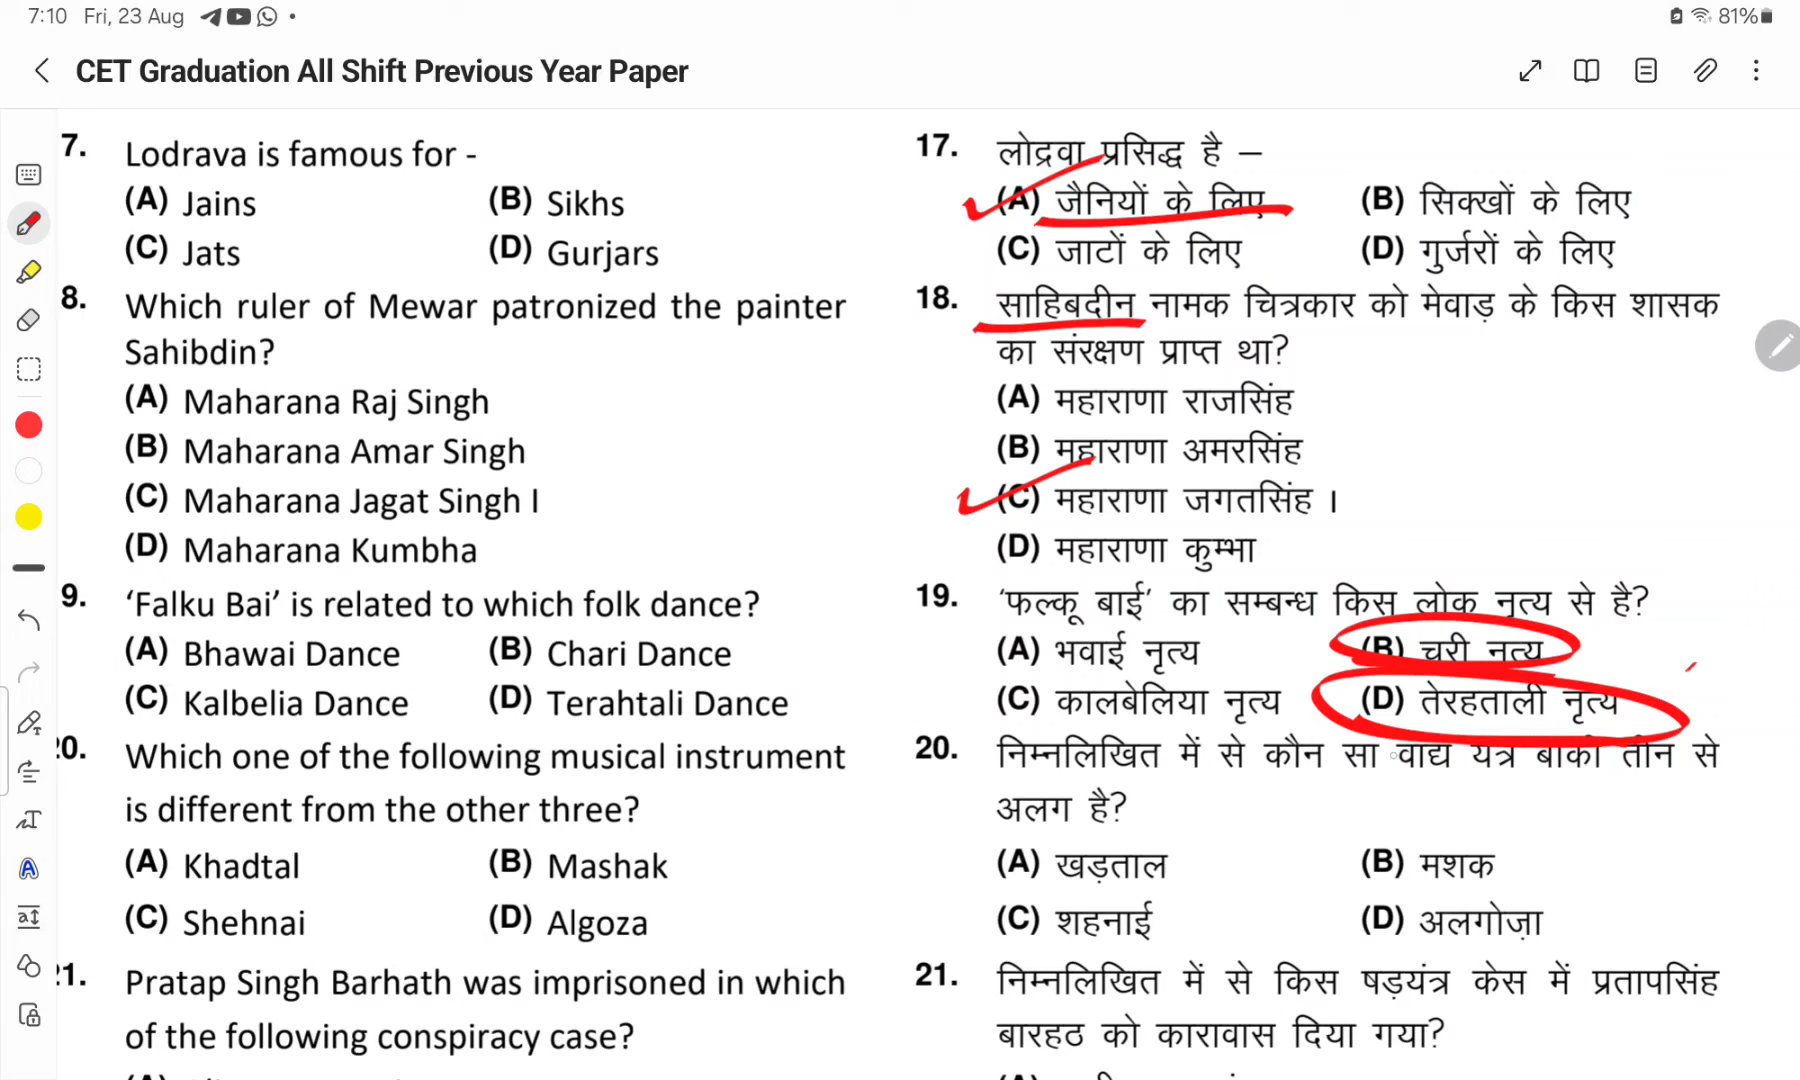 7:10 Fri, 23 Aug
81%
CET Graduation All Shift Previous Year Paper
7. Lodrava is famous for -
(A) Jains (B) Sikhs
(C) Jats (D) Gurjars
8. Which ruler of Mewar patronized the painter
Sahibdin?
(A) Maharana Raj Singh
(B) Maharana Amar Singh
(C) Maharana Jagat Singh I
(D) Maharana Kumbha
9. ‘Falku Bai’ is related to which folk dance?
(A) Bhawai Dance (B) Chari Dance
(C) Kalbelia Dance (D) Terahtali Dance
20. Which one of the following musical instrument
is different from the other three?
(A) Khadtal (B) Mashak
(C) Shehnai (D) Algoza
21. Pratap Singh Barhath was imprisoned in which
of the following conspiracy case?
17. लोद्रवा प्रसिद्ध है –
(A) जैनियों के लिए (B) सिक्खों के लिए
(C) जाटों के लिए (D) गुर्जरों के लिए
18. साहिबदीन नामक चित्रकार को मेवाड़ के किस शासक
का संरक्षण प्राप्त था?
(A) महाराणा राजसिंह
(B) महाराणा अमरसिंह
(C) महाराणा जगतसिंह I
(D) महाराणा कुम्भा
19. ‘फल्कू बाई’ का सम्बन्ध किस लोक नृत्य से है?
(A) भवाई नृत्य (B) चरी नृत्य
(C) कालबेलिया नृत्य (D) तेरहताली नृत्य
20. निम्नलिखित में से कौन सा वाद्य यंत्र बाकी तीन से
अलग है?
(A) खड़ताल (B) मशक
(C) शहनाई (D) अलगोज़ा
21. निम्नलिखित में से किस षड़यंत्र केस में प्रतापसिंह
बारहठ को कारावास दिया गया?